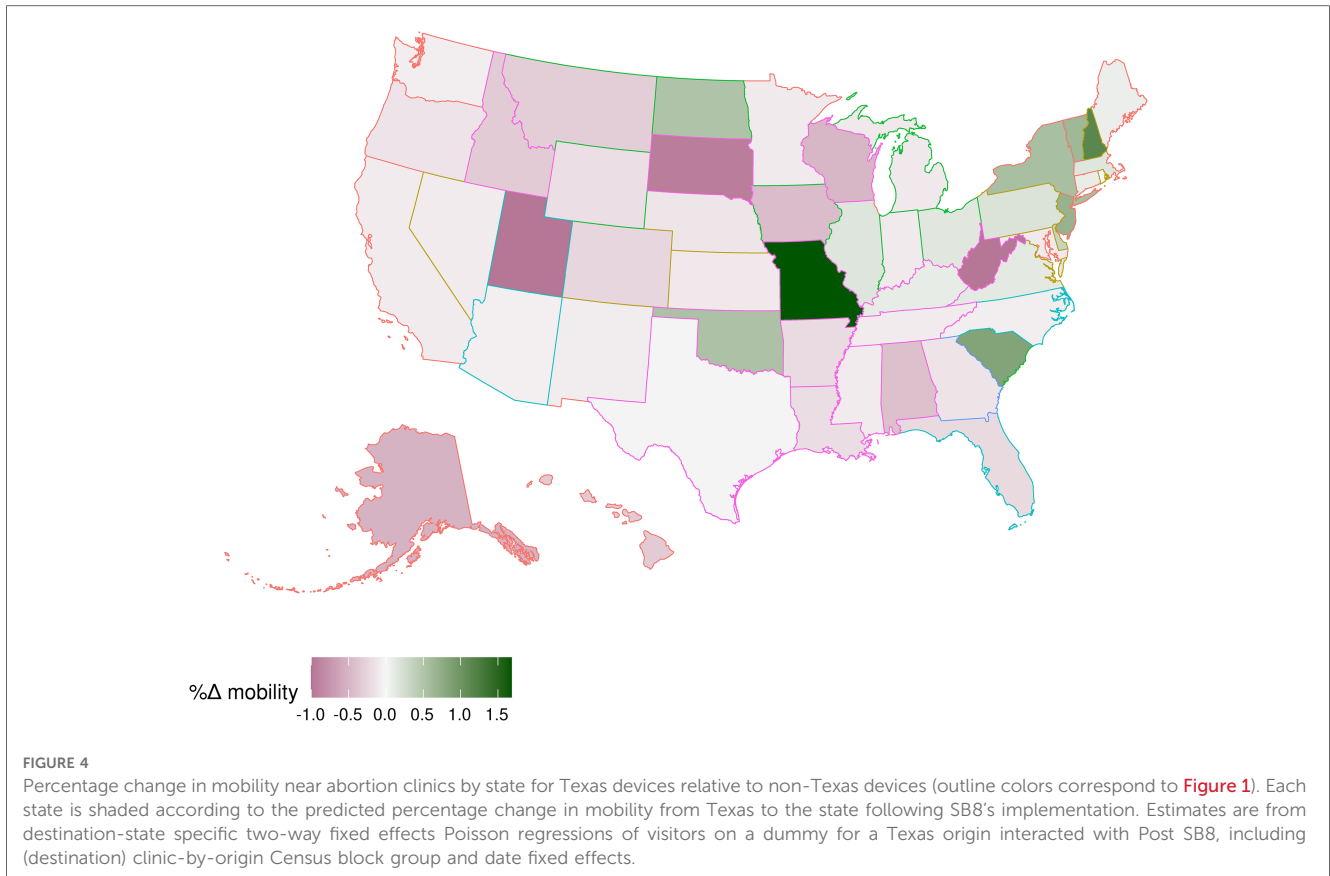 %Δ mobility
-1.0 -0.5 0.0 0.5 1.0 1.5
FIGURE 4
Percentage change in mobility near abortion clinics by state for Texas devices relative to non-Texas devices (outline colors correspond to Figure 1). Each
state is shaded according to the predicted percentage change in mobility from Texas to the state following SB8's implementation. Estimates are from
destination-state specific two-way fixed effects Poisson regressions of visitors on a dummy for a Texas origin interacted with Post SB8, including
(destination) clinic-by-origin Census block group and date fixed effects.